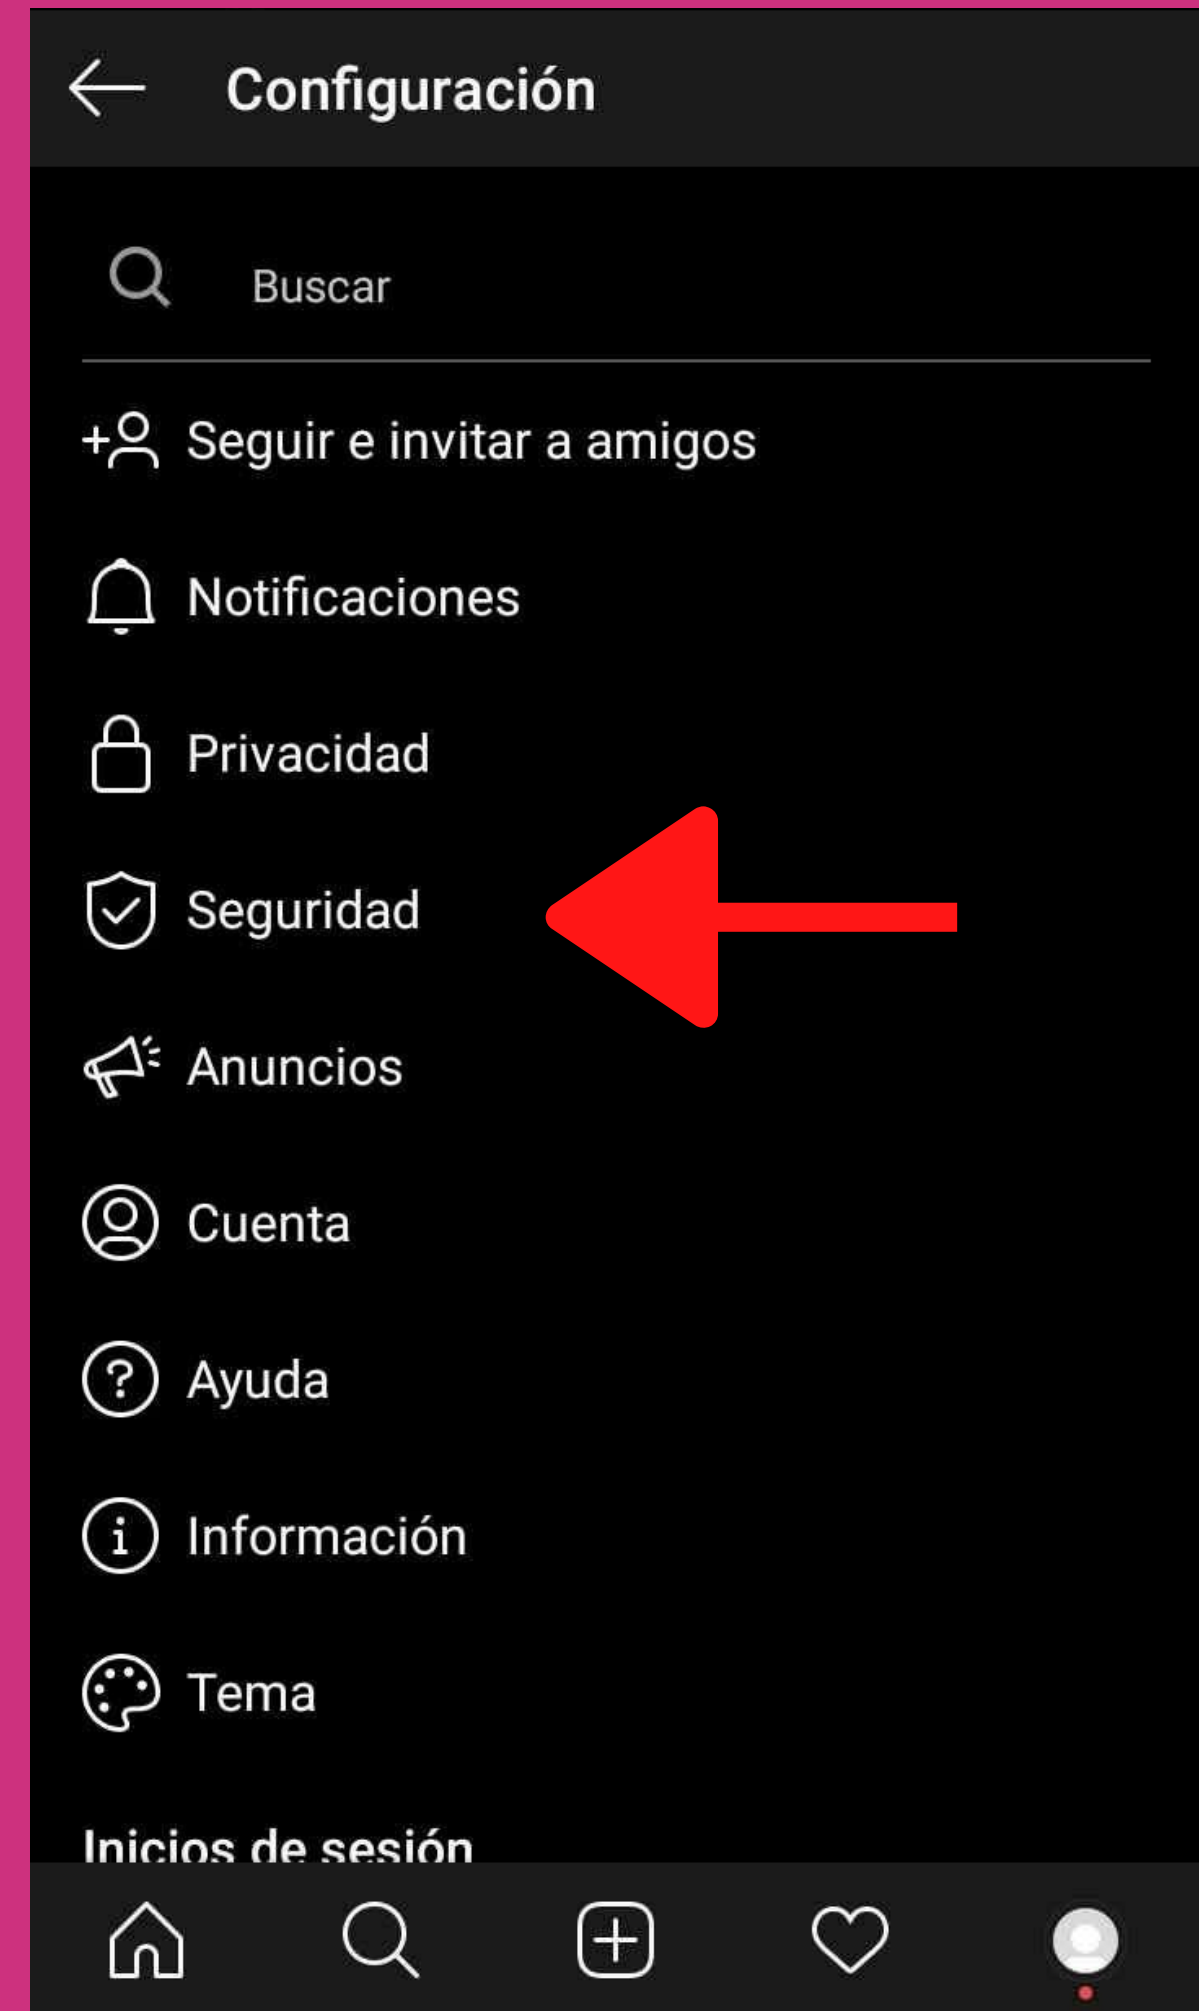 Configuración
Buscar
Seguir e invitar a amigos
Notificaciones
Privacidad
Seguridad
Anuncios
Cuenta
Ayuda
Información
Tema
Inicios de sesión